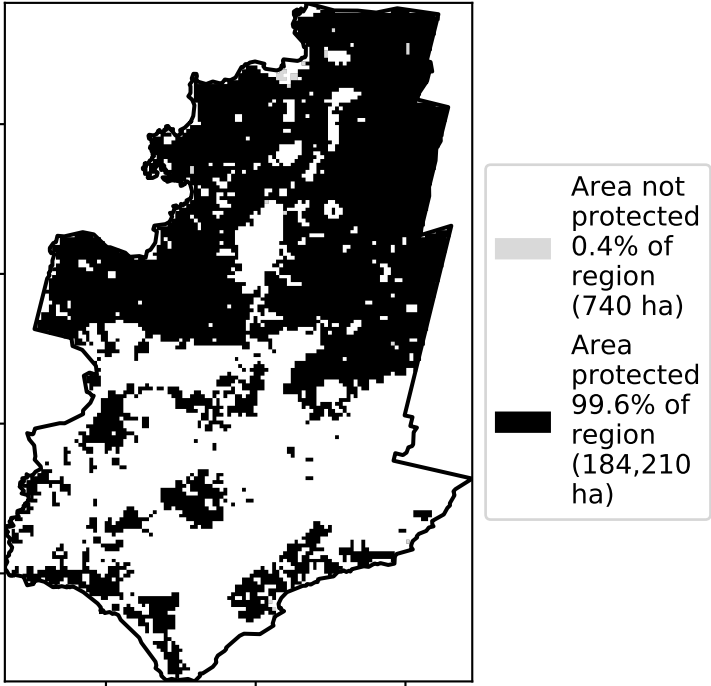 Area not
protected
0.4% of
region
(740 ha)
Area
protected
99.6% of
region
(184,210
ha)